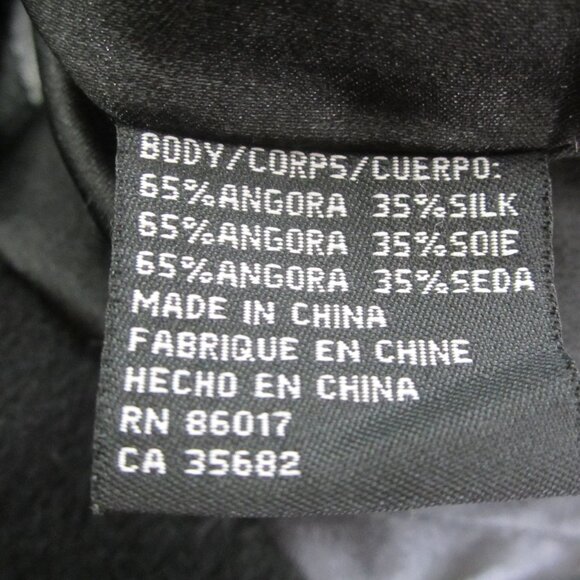 BODY/CORPS/CUERPO:
65%ANGORA 35%SILK
65%ANGORA 35%SOIE
65%ANGORA 35%SEDA
MADE IN CHINA
FABRIQUE EN CHINE
HECHO EN CHINA
RN 86017
CA 35682